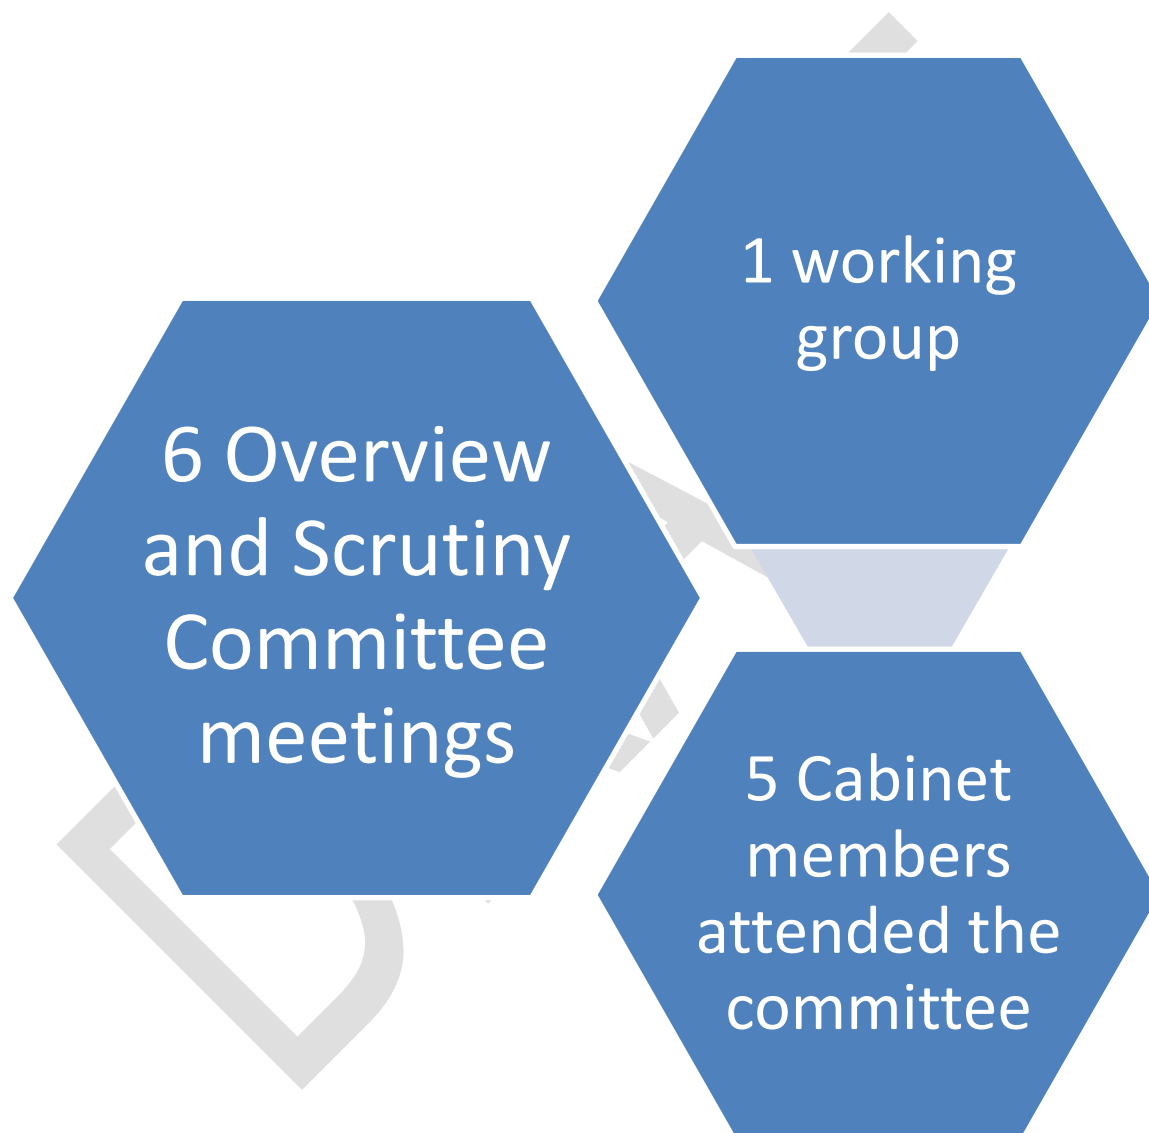 6 Overview
and Scrutiny
Committee
meetings
1 working
group
5 Cabinet
members
attended the
committee